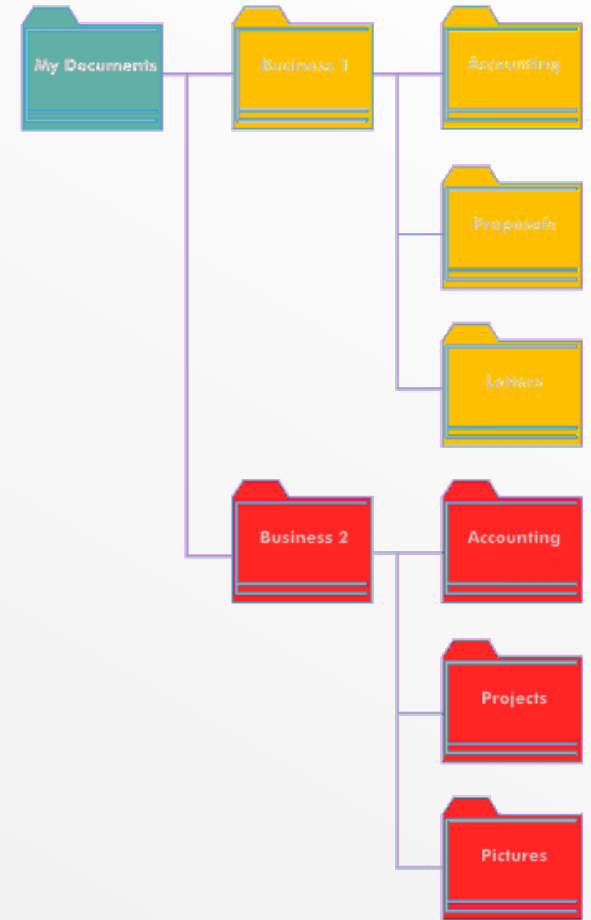 My Documents
Business 1
Accounting
Proposals
Letters
Business 2
Accounting
Projects
Pictures